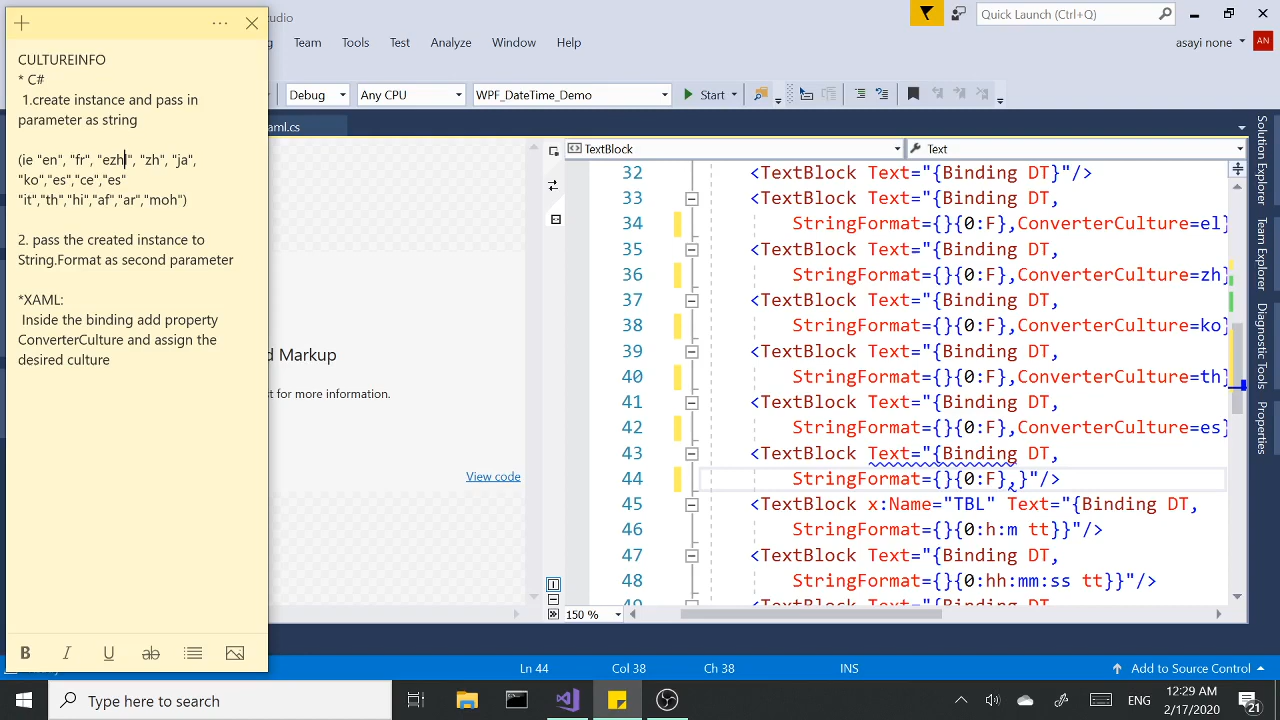 tudio
Quick Launch (Ctrl+Q)
Team Tools Test Analyze Window Help
asayi none
AN
Debug
Any CPU
WPF_DateTime_Demo
Start
aml.cs
CULTUREINFO
* C#
1.create instance and pass in
parameter as string
(ie "en", "fr", "ezh", "zh", "ja",
"ko","es","ce","es"
"it","th","hi","af","ar","moh")
2. pass the created instance to
String.Format as second parameter
*XAML:
Inside the binding add property
ConverterCulture and assign the
desired culture
B I U ab
d Markup
t for more information.
View code
TextBlock
Text
32 <TextBlock Text="{Binding DT}"/>
33 <TextBlock Text="{Binding DT,
34 StringFormat={}{0:F},ConverterCulture=el}
35 <TextBlock Text="{Binding DT,
36 StringFormat={}{0:F},ConverterCulture=zh}
37 <TextBlock Text="{Binding DT,
38 StringFormat={}{0:F},ConverterCulture=ko}
39 <TextBlock Text="{Binding DT,
40 StringFormat={}{0:F},ConverterCulture=th}
41 <TextBlock Text="{Binding DT,
42 StringFormat={}{0:F},ConverterCulture=es}
43 <TextBlock Text="{Binding DT,
44 StringFormat={}{0:F},}"/>
45 <TextBlock x:Name="TBL" Text="{Binding DT,
46 StringFormat={}{0:h:m tt}}"/>
47 <TextBlock Text="{Binding DT,
48 StringFormat={}{0:hh:mm:ss tt}}"/>
49 <TextBlock Text="{Binding DT,
150 %
Solution Explorer
Team Explorer
Diagnostic Tools
Properties
Ln 44
Col 38
Ch 38
INS
Add to Source Control
Type here to search
ENG
12:29 AM
2/17/2020
21